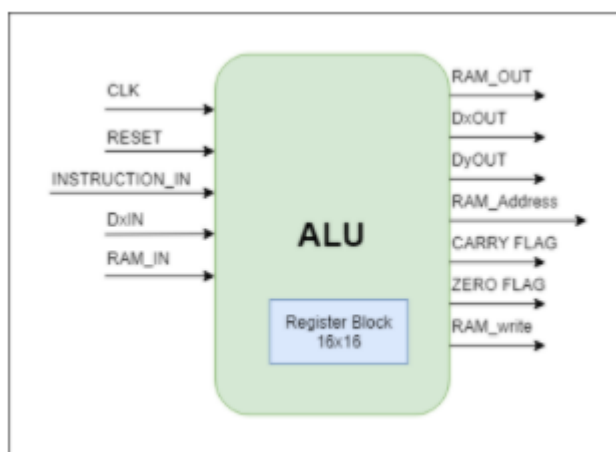 CLK
RESET
INSTRUCTION_IN
DxIN
RAM_IN
ALU
Register Block
16x16
RAM_OUT
DxOUT
DyOUT
RAM_Address
CARRY FLAG
ZERO FLAG
RAM_write